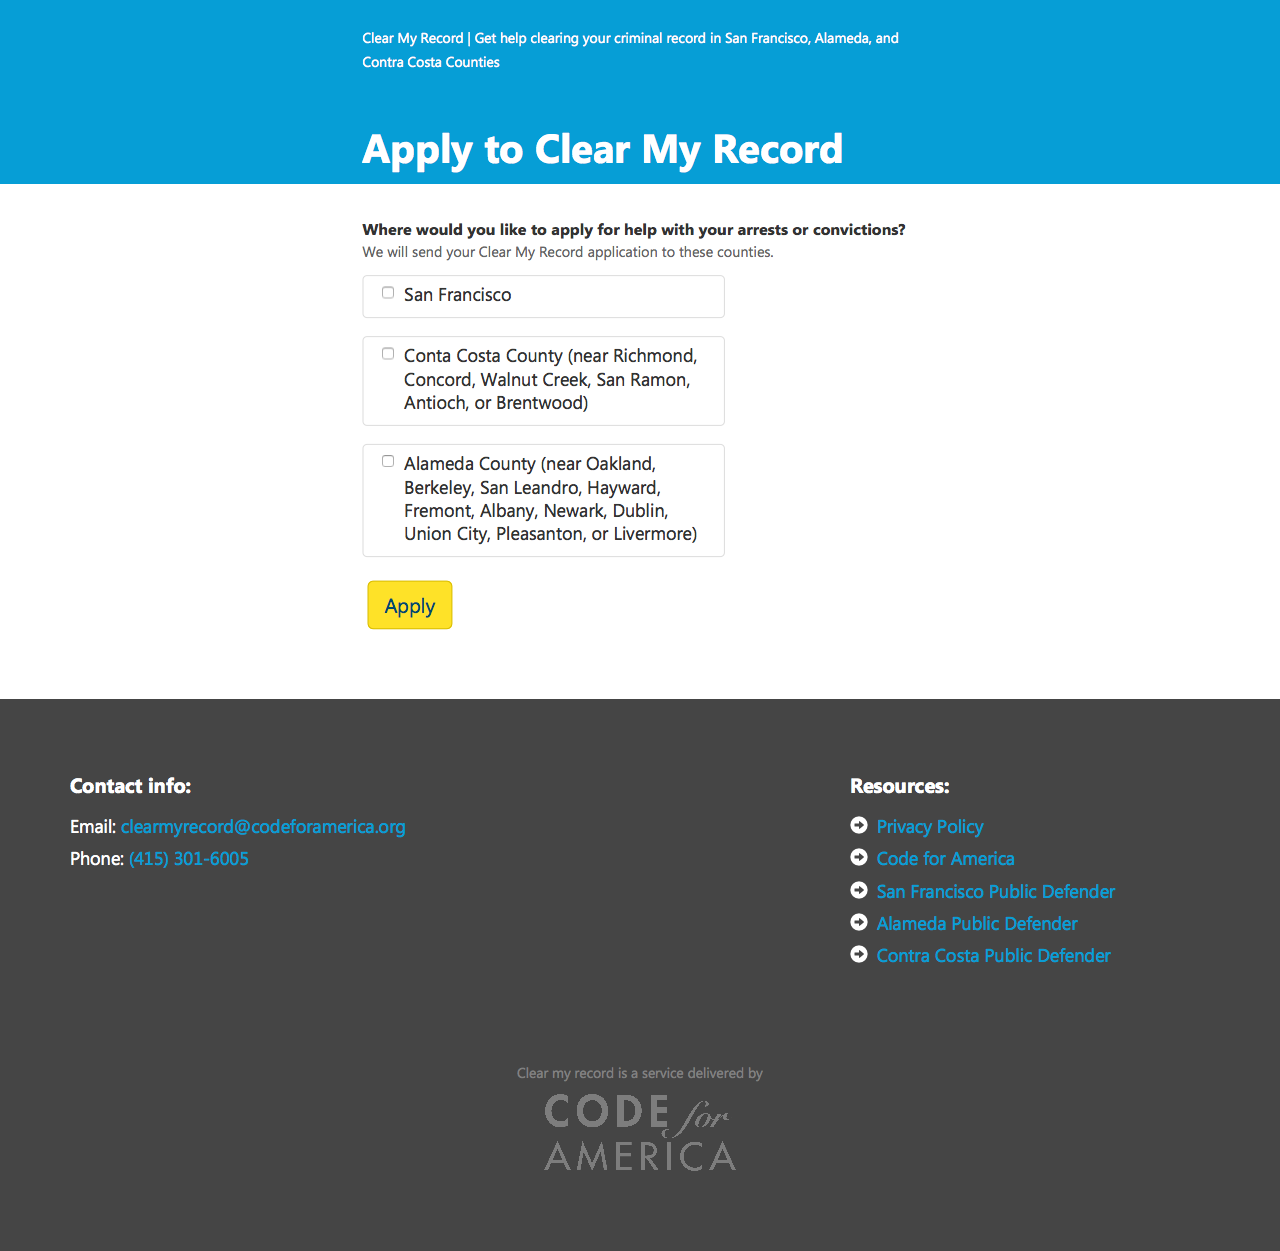 Clear My Record | Get help clearing your criminal record in San Francisco, Alameda, and
Contra Costa Counties
Apply to Clear My Record
Where would you like to apply for help with your arrests or convictions?
We will send your Clear My Record application to these counties.
San Francisco
Conta Costa County (near Richmond,
Concord, Walnut Creek, San Ramon,
Antioch, or Brentwood)
Alameda County (near Oakland,
Berkeley, San Leandro, Hayward,
Fremont, Albany, Newark, Dublin,
Union City, Pleasanton, or Livermore)
Apply
Contact info:
Email: clearmyrecord@codeforamerica.org
Phone: (415) 301-6005
Resources:
Privacy Policy
Code for America
San Francisco Public Defender
Alameda Public Defender
Contra Costa Public Defender
Clear my record is a service delivered by
CODE for
AMERICA